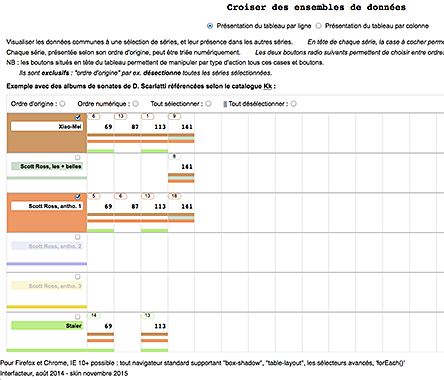 Croiser des ensembles de données
Présentation du tableau par ligne Présentation du tableau par colonne
Visualiser les données communes à une sélection de séries, et leur présence dans les autres séries. En tête de chaque série, la case à cocher permet
Chaque série, présentée selon son ordre d'origine, peut être triée numériquement. Deux boutons radio suivants permettent de choisir entre ordre
NB : les boutons situés en tête du tableau permettent de manipuler par type d'action tous ces cases et boutons.
Ils sont exclusifs : "ordre d'origine" par ex. désectionne toutes les séries sélectionnées.
Exemple avec des albums de sonates de D. Scarlatti référencées selon le catalogue Kk :
Ordre d'origine : Ordre numérique : Tout sélectionner : || Tout désélectionner :
6 13 1 9
Xiao-Mei 69 87 113 141
8
Scott Ross, les + belles 141
5 6 13 18
Scott Ross, antho. 1 69 87 113 141
Scott Ross, antho. 2
Scott Ross, antho. 3
14 13
Staier 69 113
Pour Firefox et Chrome, IE 10+ possible : tout navigateur standard supportant "box-shadow", "table-layout", les sélecteurs avancés, 'forEach()'
Interfacteur, août 2014 - skin novembre 2015